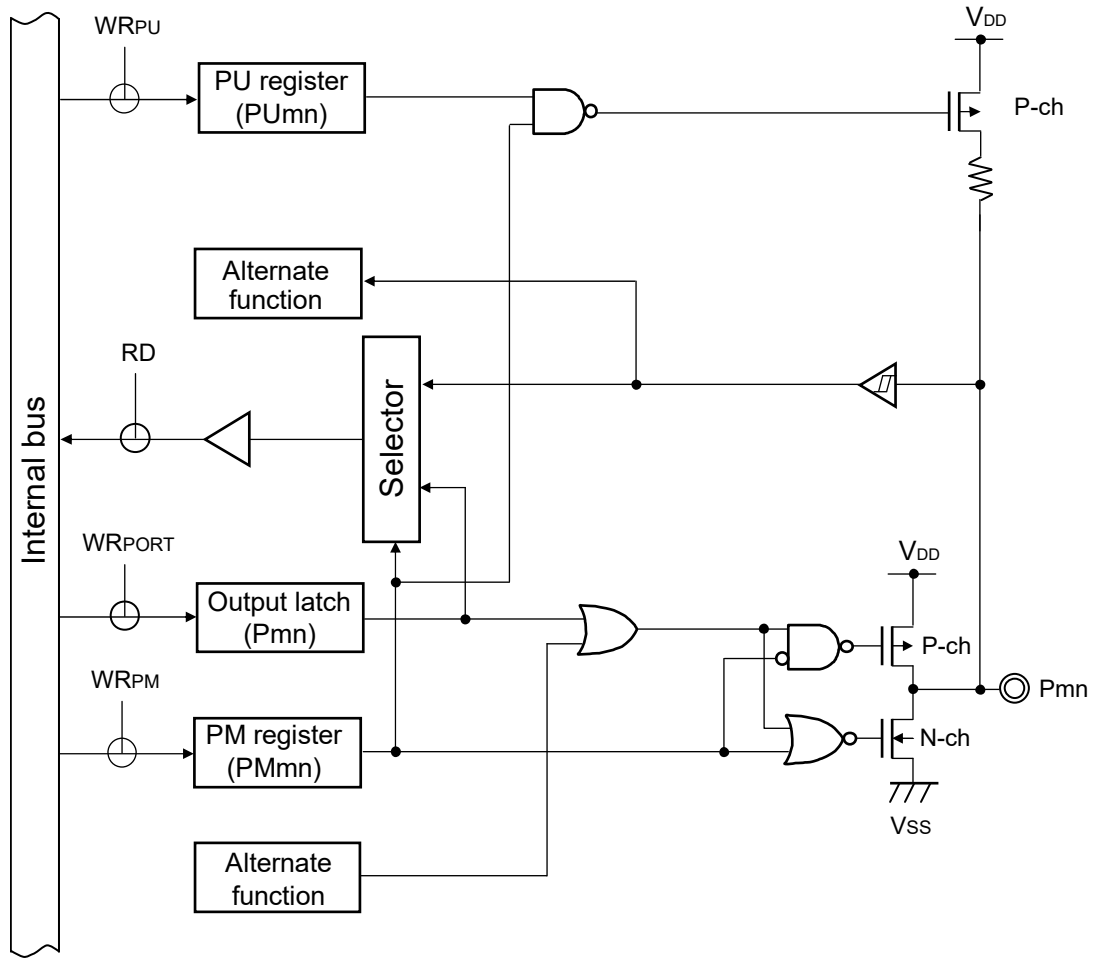 WRPU
PU register
(PUmn)
VDD
P-ch
Alternate
function
RD
Selector
Internal bus
WRPORT
Output latch
(Pmn)
VDD
P-ch
Pmn
WRPM
PM register
(PMmn)
N-ch
VSS
Alternate
function